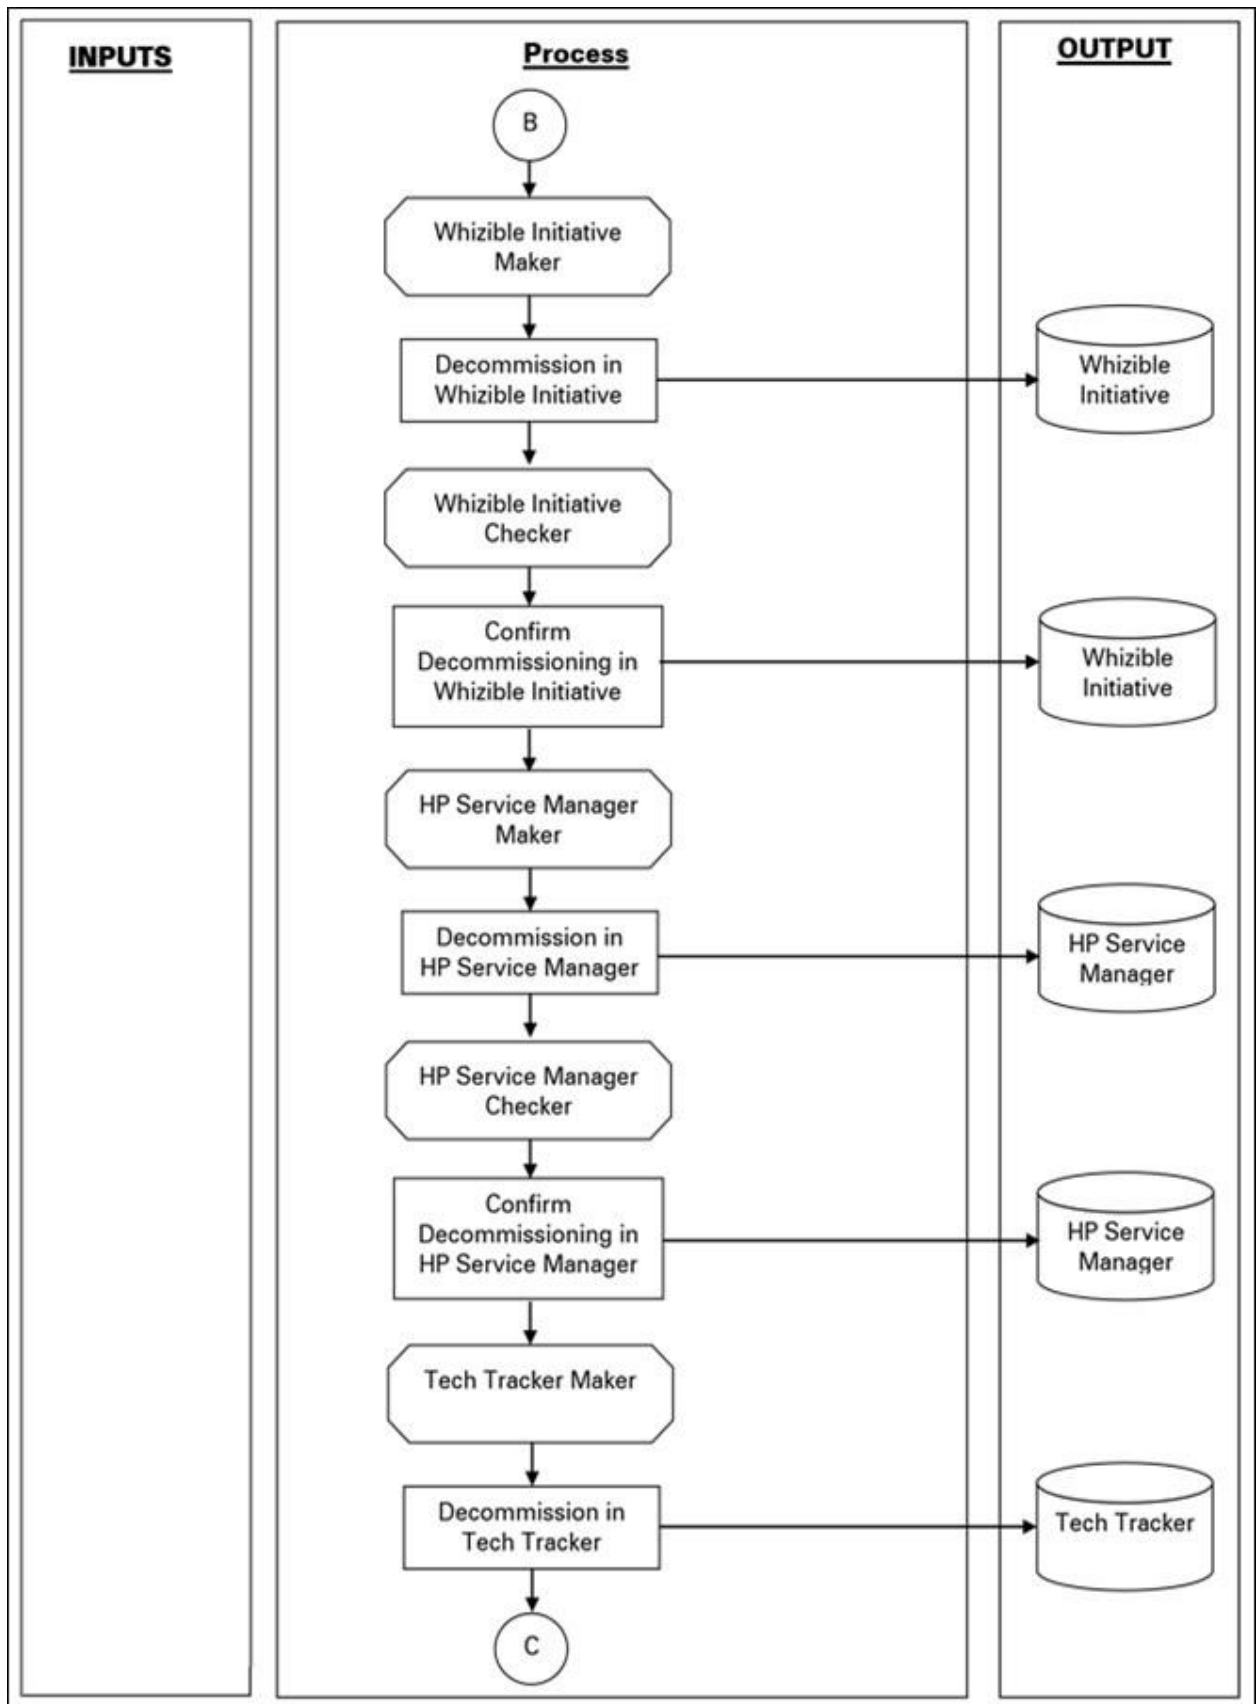 INPUTS
Process
OUTPUT
B
Whizible Initiative
Maker
Decommission in
Whizible Initiative
Whizible
Initiative
Whizible Initiative
Checker
Confirm
Decommissioning in
Whizible Initiative
Whizible
Initiative
HP Service Manager
Maker
Decommission in
HP Service Manager
HP Service
Manager
HP Service Manager
Checker
Confirm
Decommissioning in
HP Service Manager
HP Service
Manager
Tech Tracker Maker
Decommission in
Tech Tracker
Tech Tracker
C